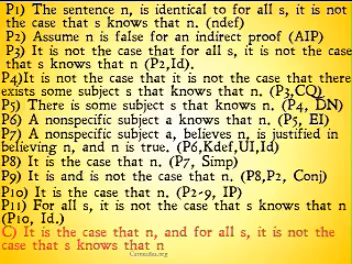 P1) The sentence n, is identical to for all s, it is not
the case that s knows that n. (ndef)
P2) Assume n is false for an indirect proof (AIP)
P3) It is not the case that for all s, it is not the case
that s knows that n (P2,Id).
P4)It is not the case that it is not the case that there
exists some subject s that knows that n. (P3,CQ)
P5) There is some subject s that knows n. (P4, DN)
P6) A nonspecific subject a knows that n. (P5, EI)
P7) A nonspecific subject a, believes n, is justified in
believing n, and n is true. (P6,Kdef,UI,Id)
P8) It is the case that n. (P7, Simp)
P9) It is and is not the case that n. (P8,P2, Conj)
P10) It is the case that n. (P2-9, IP)
P11) For all s, it is not the case that s knows that n
(P10, Id.)
C) It is the case that n, and for all s, it is not the
case that s knows that n